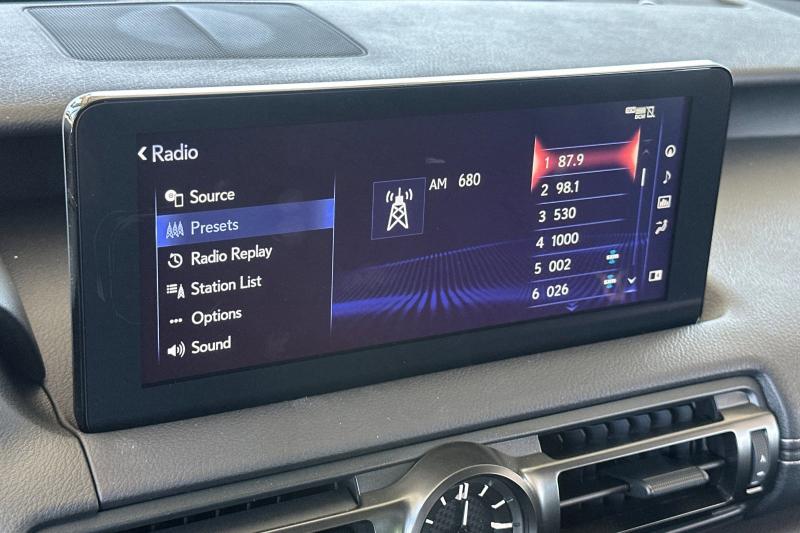 Radio
Source
Presets
Radio Replay
Station List
Options
Sound
AM 680
1 87.9
2 98.1
3 530
4 1000
5 002
6 026